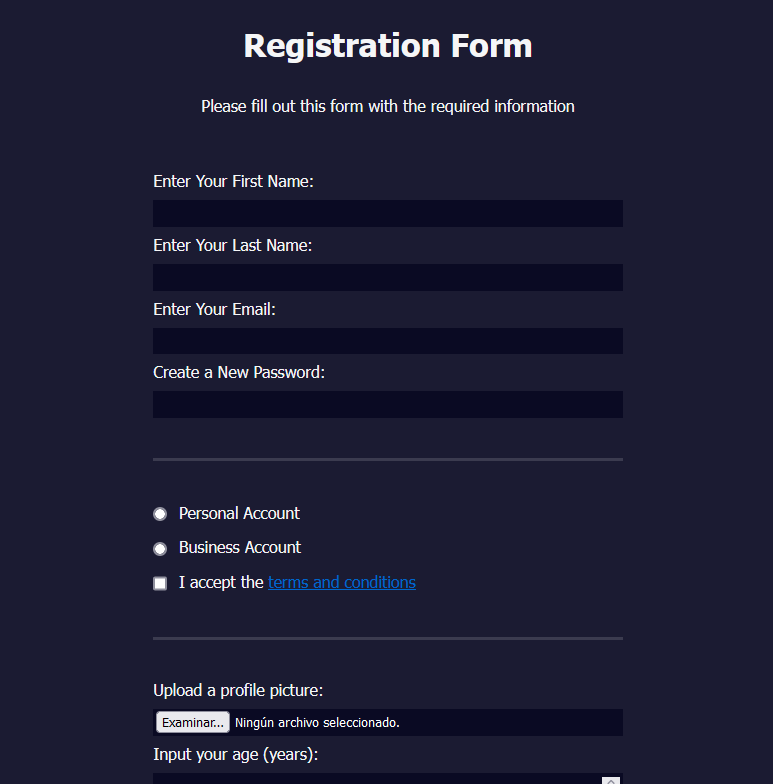 Registration Form
Please fill out this form with the required information
Enter Your First Name:
Enter Your Last Name:
Enter Your Email:
Create a New Password:
Personal Account
Business Account
I accept the terms and conditions
Upload a profile picture:
Examinar... Ningún archivo seleccionado.
Input your age (years):